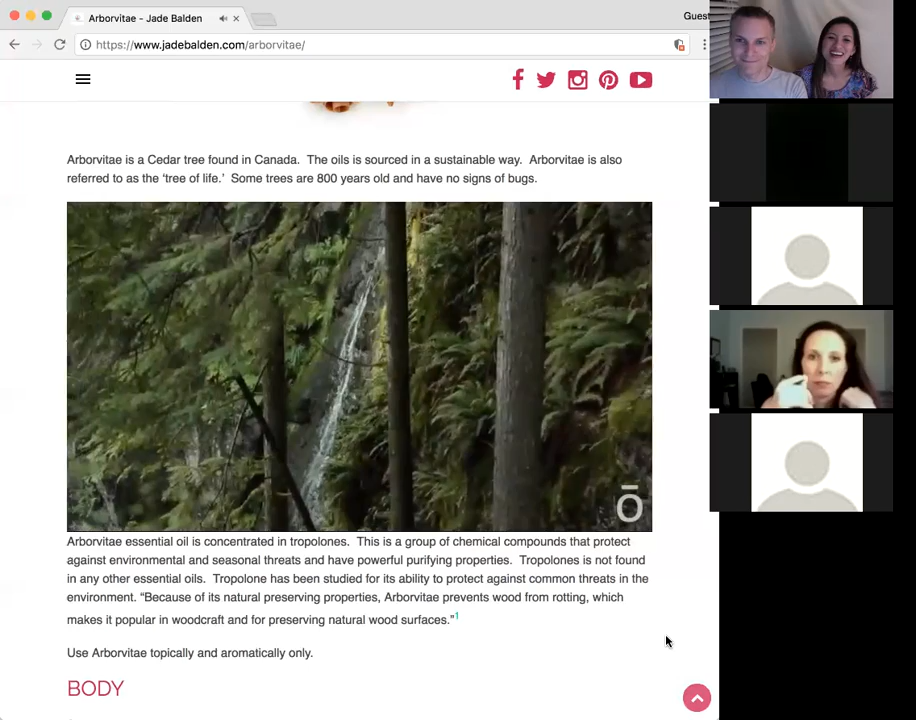 Arborvitae – Jade Balden
Guest
https://www.jadebalden.com/arborvitae/
Arborvitae is a Cedar tree found in Canada. The oils is sourced in a sustainable way. Arborvitae is also
referred to as the ‘tree of life.’ Some trees are 800 years old and have no signs of bugs.
Ō
Arborvitae essential oil is concentrated in tropolones. This is a group of chemical compounds that protect
against environmental and seasonal threats and have powerful purifying properties. Tropolones is not found
in any other essential oils. Tropolone has been studied for its ability to protect against common threats in the
environment. “Because of its natural preserving properties, Arborvitae prevents wood from rotting, which
makes it popular in woodcraft and for preserving natural wood surfaces.”1
Use Arborvitae topically and aromatically only.
BODY